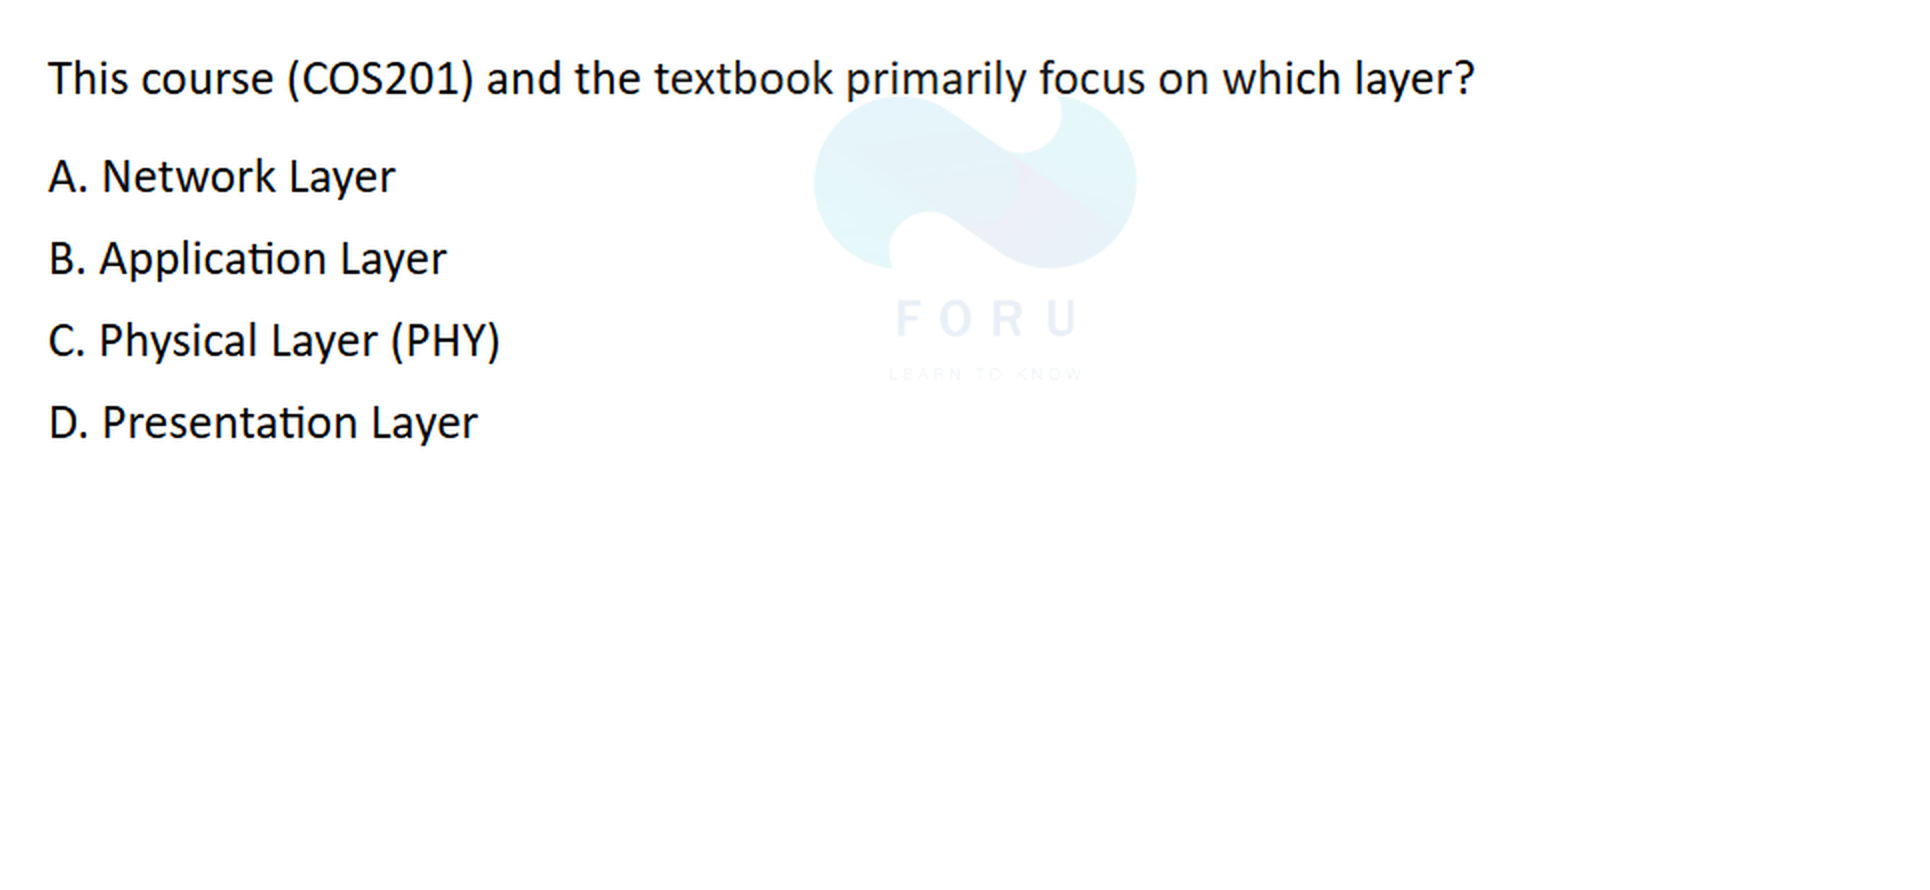 This course (COS201) and the textbook primarily focus on which layer?
A. Network Layer
B. Application Layer
C. Physical Layer (PHY)
D. Presentation Layer
FORU
LEARN TO KNOW